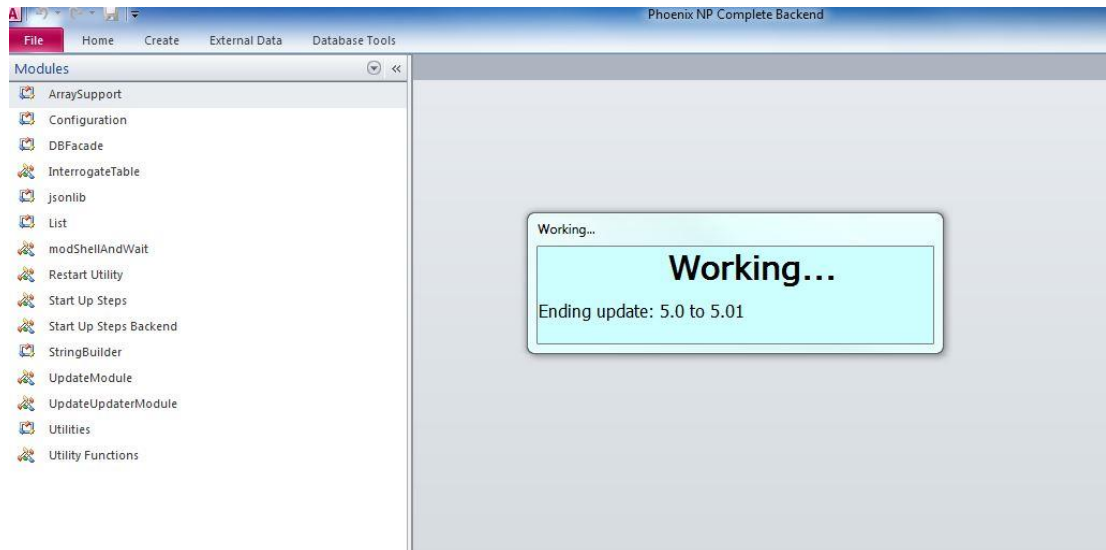 A
Phoenix NP Complete Backend
File Home Create External Data Database Tools
Modules
ArraySupport
Configuration
DBFacade
InterrogateTable
jsonlib
List
modShellAndWait
Restart Utility
Start Up Steps
Start Up Steps Backend
StringBuilder
UpdateModule
UpdateUpdaterModule
Utilities
Utility Functions
Working...
Working...
Ending update: 5.0 to 5.01